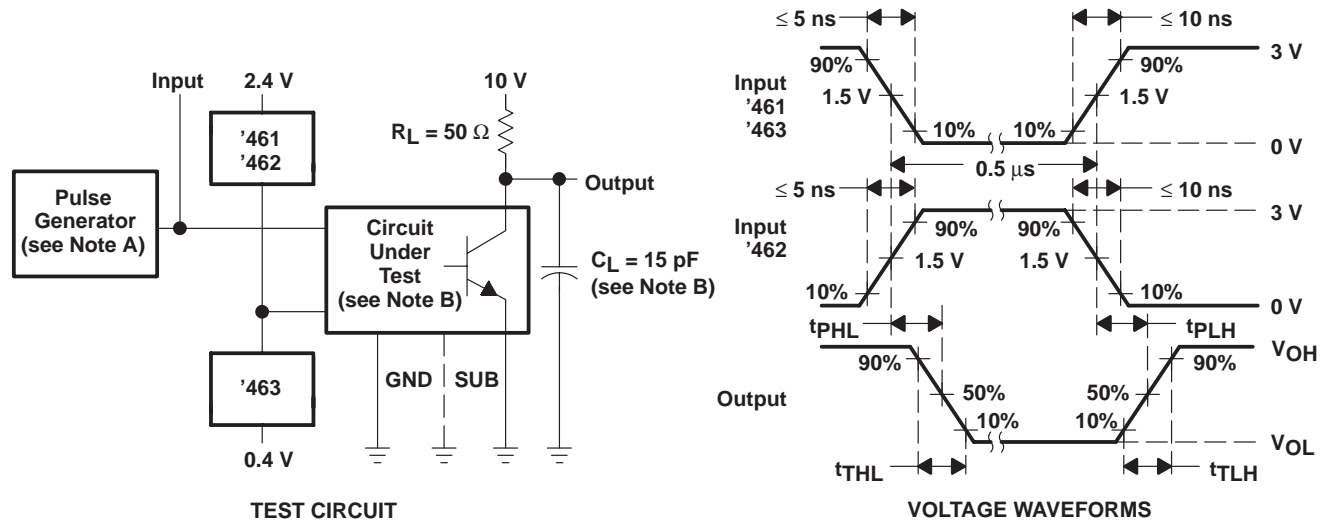 Input
2.4 V
'461
'462
10 V
RL = 50 Ω
Output
Pulse
Generator
(see Note A)
Circuit
Under
Test
(see Note B)
CL = 15 pF
(see Note B)
'463
GND
SUB
0.4 V
TEST CIRCUIT
≤ 5 ns
≤ 10 ns
3 V
90%
90%
Input
'461
'463
1.5 V
1.5 V
10%
10%
0 V
0.5 μs
≤ 5 ns
≤ 10 ns
3 V
Input
'462
90%
90%
1.5 V
1.5 V
10%
10%
0 V
tPHL
tPLH
VOH
90%
90%
Output
50%
50%
10%
10%
VOL
tTHL
tTLH
VOLTAGE WAVEFORMS